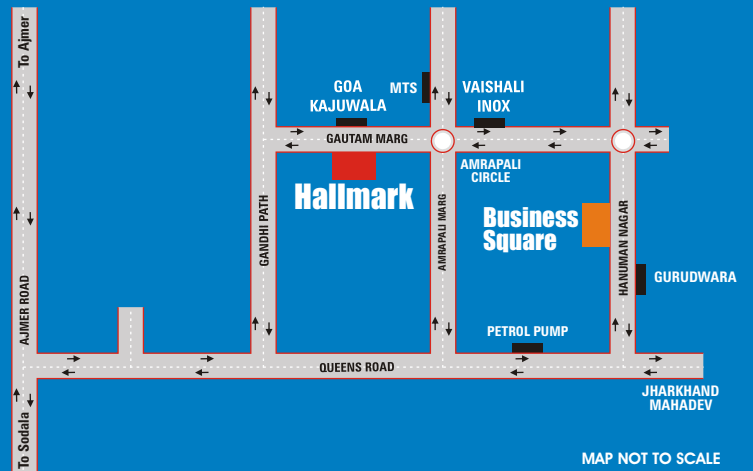 To Ajmer
GOA
KAJUWALA
MTS
VAISHALI
INOX
GAUTAM MARG
AMRAPALI
CIRCLE
Hallmark
Business
Square
GANDHI PATH
AMRAPALI MARG
HANUMAN NAGAR
GURUDWARA
AJMER ROAD
PETROL PUMP
QUEENS ROAD
JHARKHAND
MAHADEV
To Sodala
MAP NOT TO SCALE